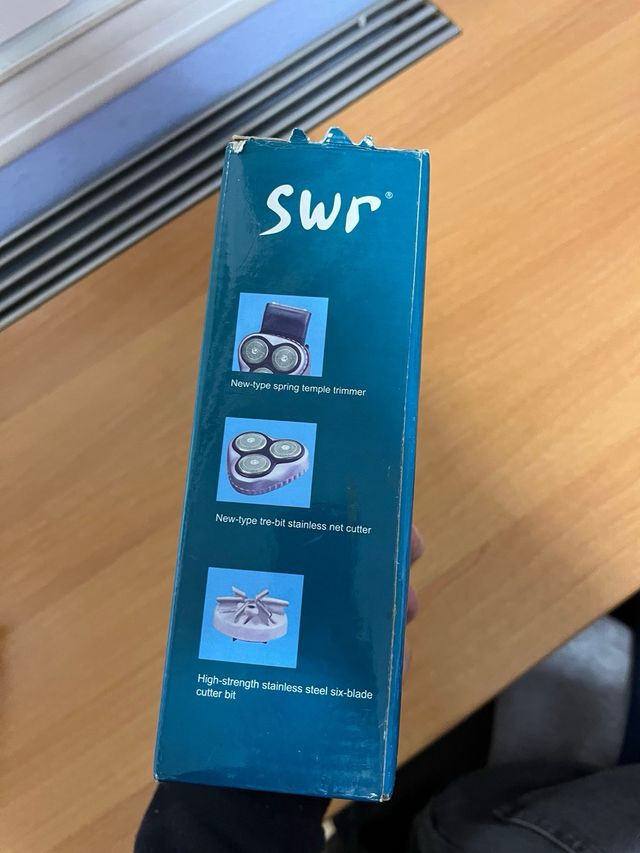 swr®
New-type spring temple trimmer
New-type tre-bit stainless net cutter
High-strength stainless steel six-blade
cutter bit